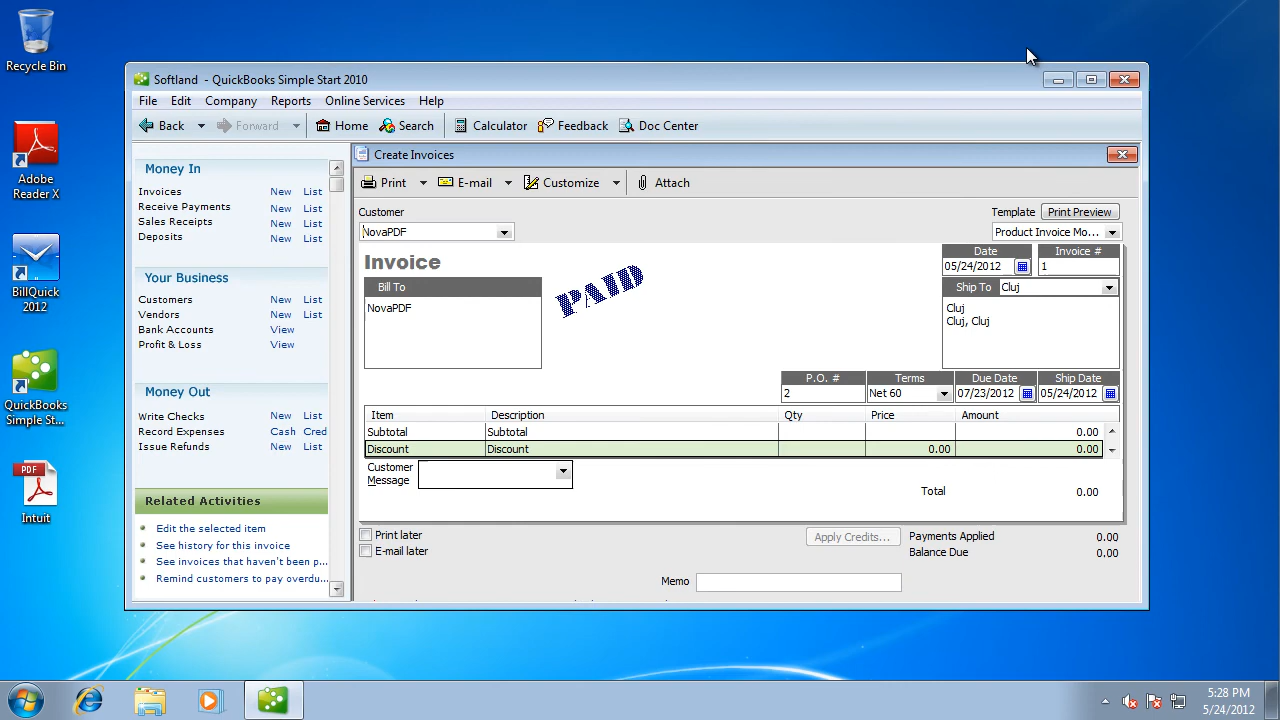 Recycle Bin
Adobe
Reader X
BillQuick
2012
QuickBooks
Simple St...
PDF
Intuit
Softland - QuickBooks Simple Start 2010
File Edit Company Reports Online Services Help
Back Forward Home Search Calculator Feedback Doc Center
Money In
Invoices New List
Receive Payments New List
Sales Receipts New List
Deposits New List
Your Business
Customers New List
Vendors New List
Bank Accounts View
Profit & Loss View
Money Out
Write Checks New List
Record Expenses Cash Cred
Issue Refunds New List
Related Activities
Edit the selected item
See history for this invoice
See invoices that haven't been p...
Remind customers to pay overdu...
Create Invoices
Print E-mail Customize Attach
Customer Template Print Preview
NovaPDF Product Invoice Mo...
Invoice PAID Date Invoice #
05/24/2012 1
Bill To Ship To Cluj
NovaPDF Cluj
Cluj, Cluj
P.O. # Terms Due Date Ship Date
2 Net 60 07/23/2012 05/24/2012
Item Description Qty Price Amount
Subtotal Subtotal 0.00
Discount Discount 0.00 0.00
Customer
Message
Total 0.00
Print later Apply Credits... Payments Applied 0.00
E-mail later Balance Due 0.00
Memo
5:28 PM
5/24/2012